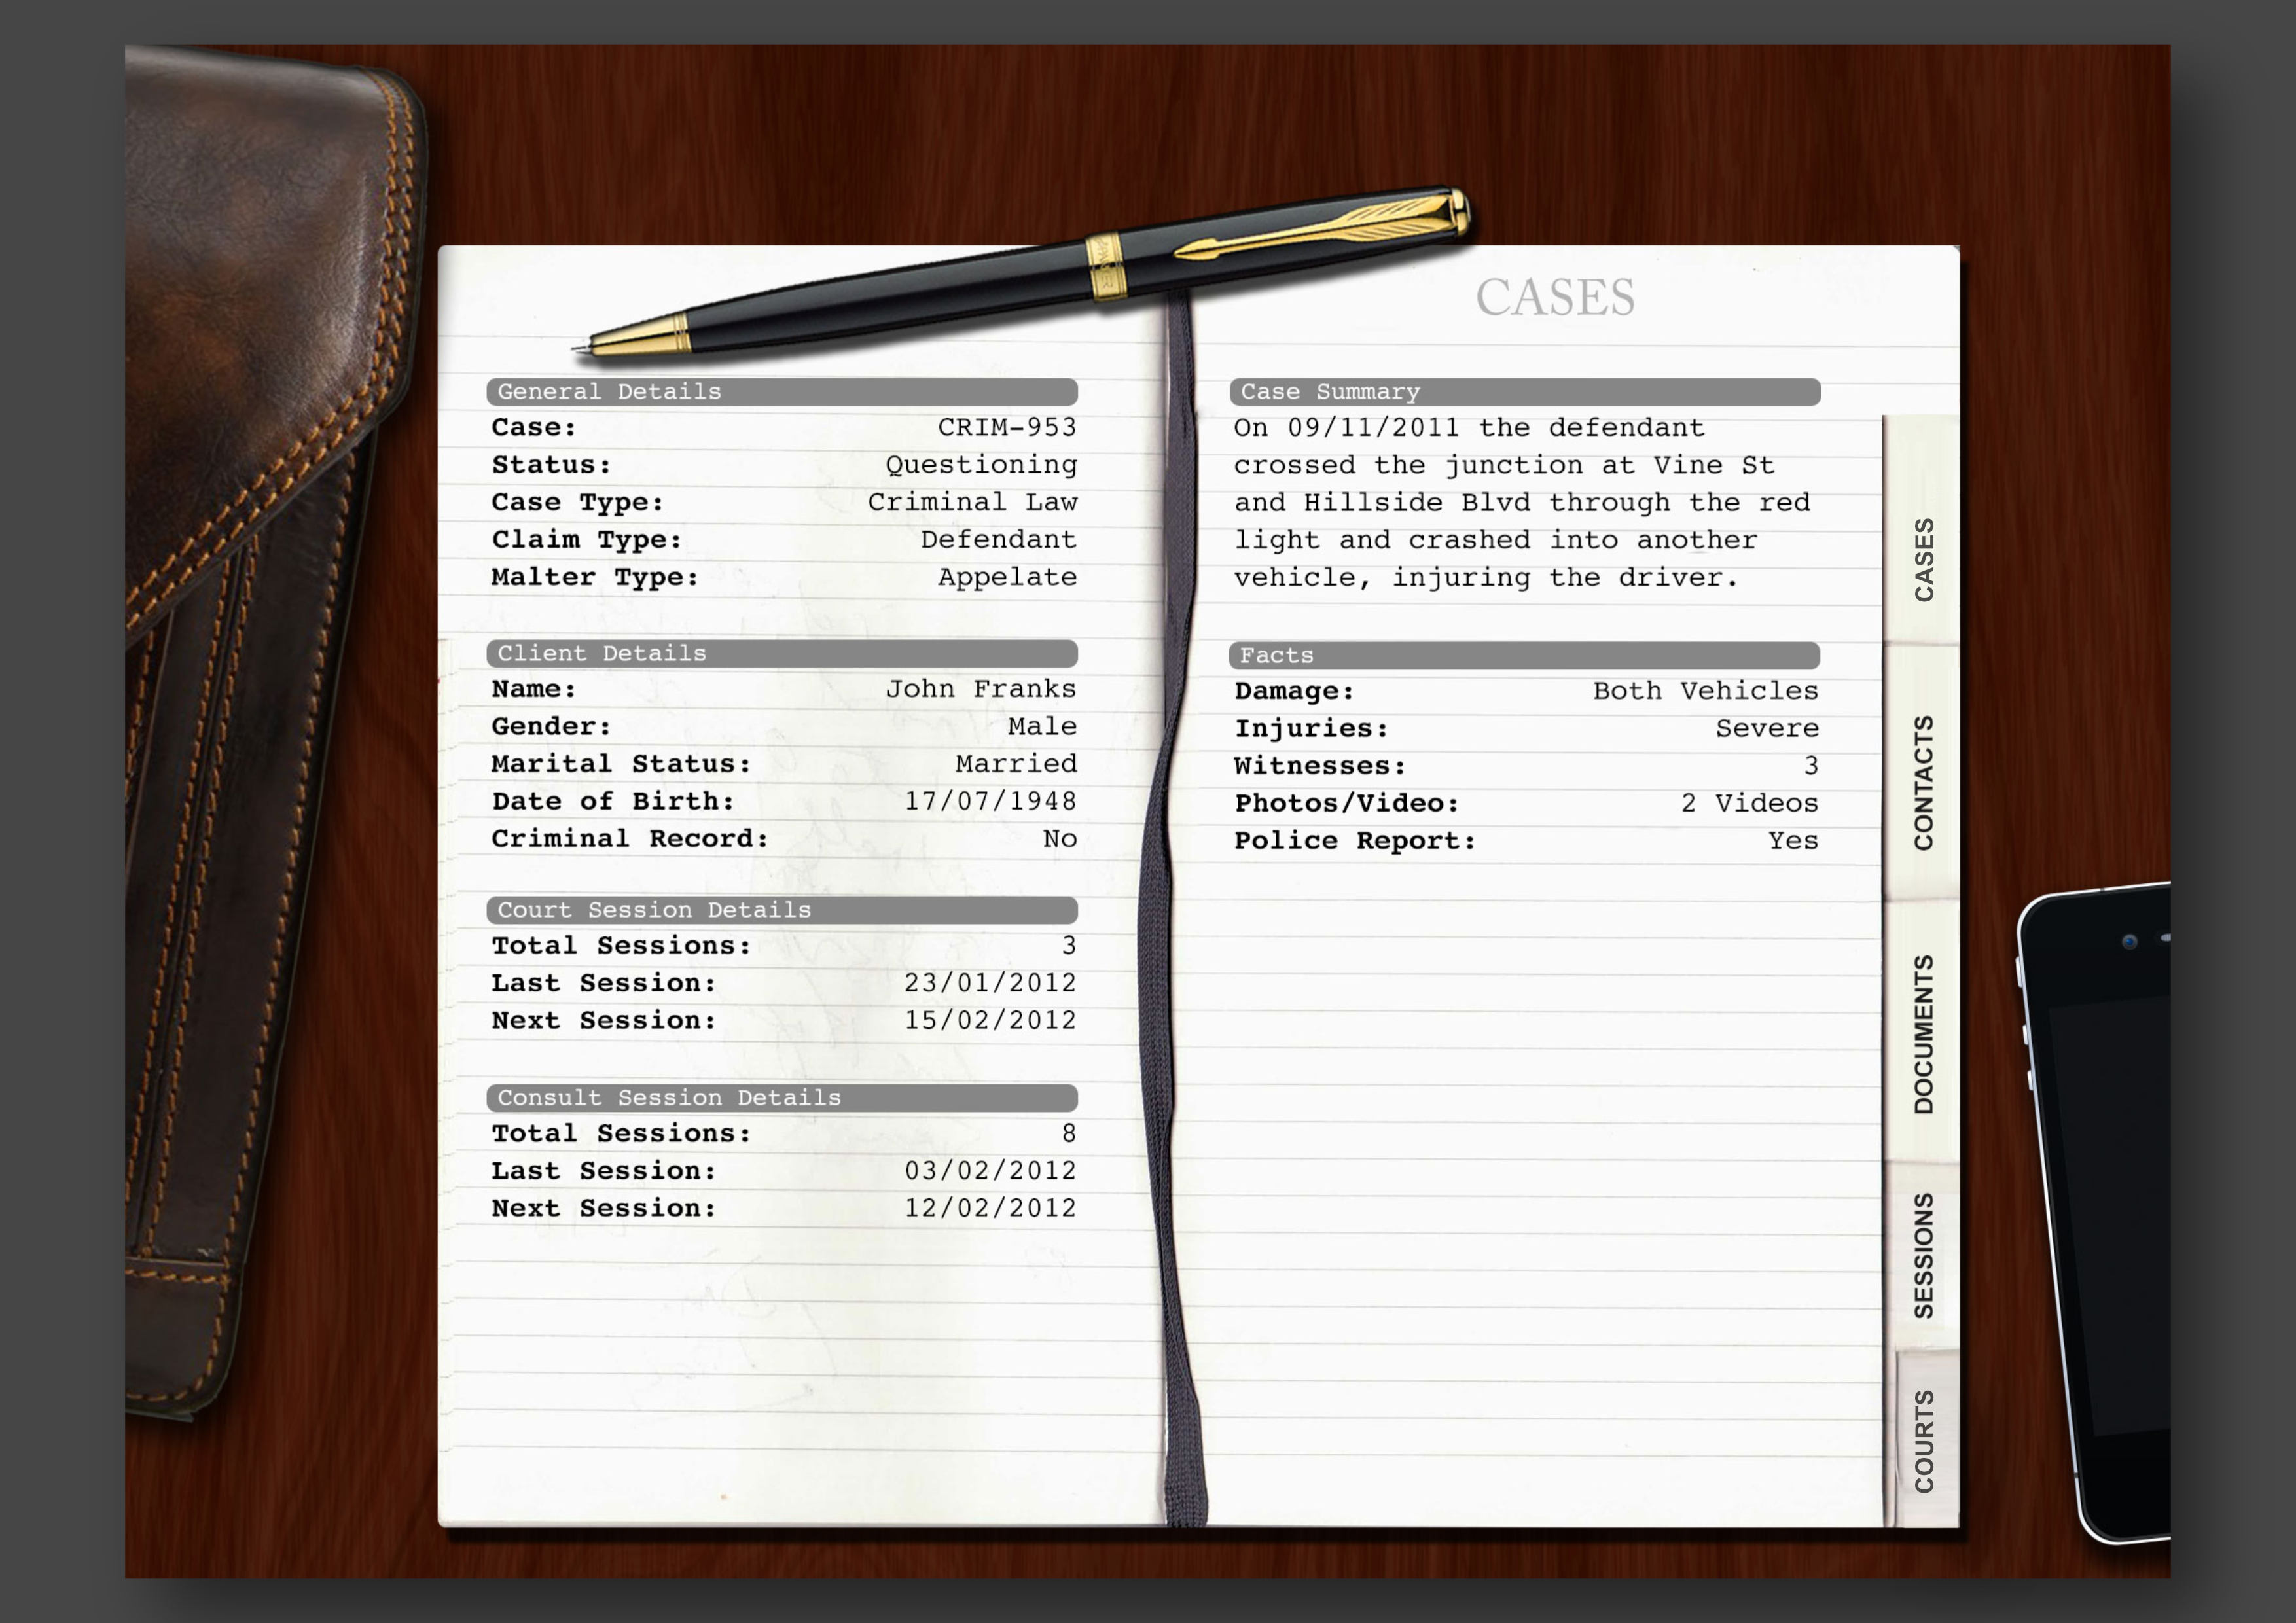 CASES
General Details
Case: CRIM-953
Status: Questioning
Case Type: Criminal Law
Claim Type: Defendant
Malter Type: Appelate
Client Details
Name: John Franks
Gender: Male
Marital Status: Married
Date of Birth: 17/07/1948
Criminal Record: No
Court Session Details
Total Sessions: 3
Last Session: 23/01/2012
Next Session: 15/02/2012
Consult Session Details
Total Sessions: 8
Last Session: 03/02/2012
Next Session: 12/02/2012
Case Summary
On 09/11/2011 the defendant
crossed the junction at Vine St
and Hillside Blvd through the red
light and crashed into another
vehicle, injuring the driver.
Facts
Damage: Both Vehicles
Injuries: Severe
Witnesses: 3
Photos/Video: 2 Videos
Police Report: Yes
CASES
CONTACTS
DOCUMENTS
SESSIONS
COURTS